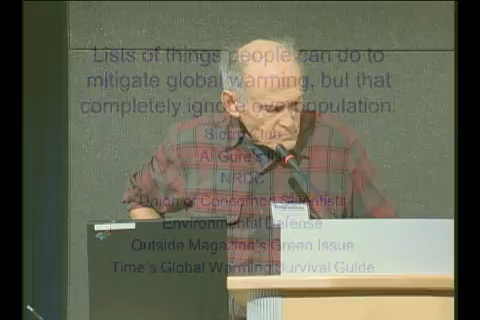 Lists of things people can do to
mitigate global warming, but that
completely ignore overpopulation:
Sierra Club
Al Gore's list
NRDC
Union of Concerned Scientists
Environmental Defense
Outside Magazine's Green Issue
Time's Global Warming Survival Guide